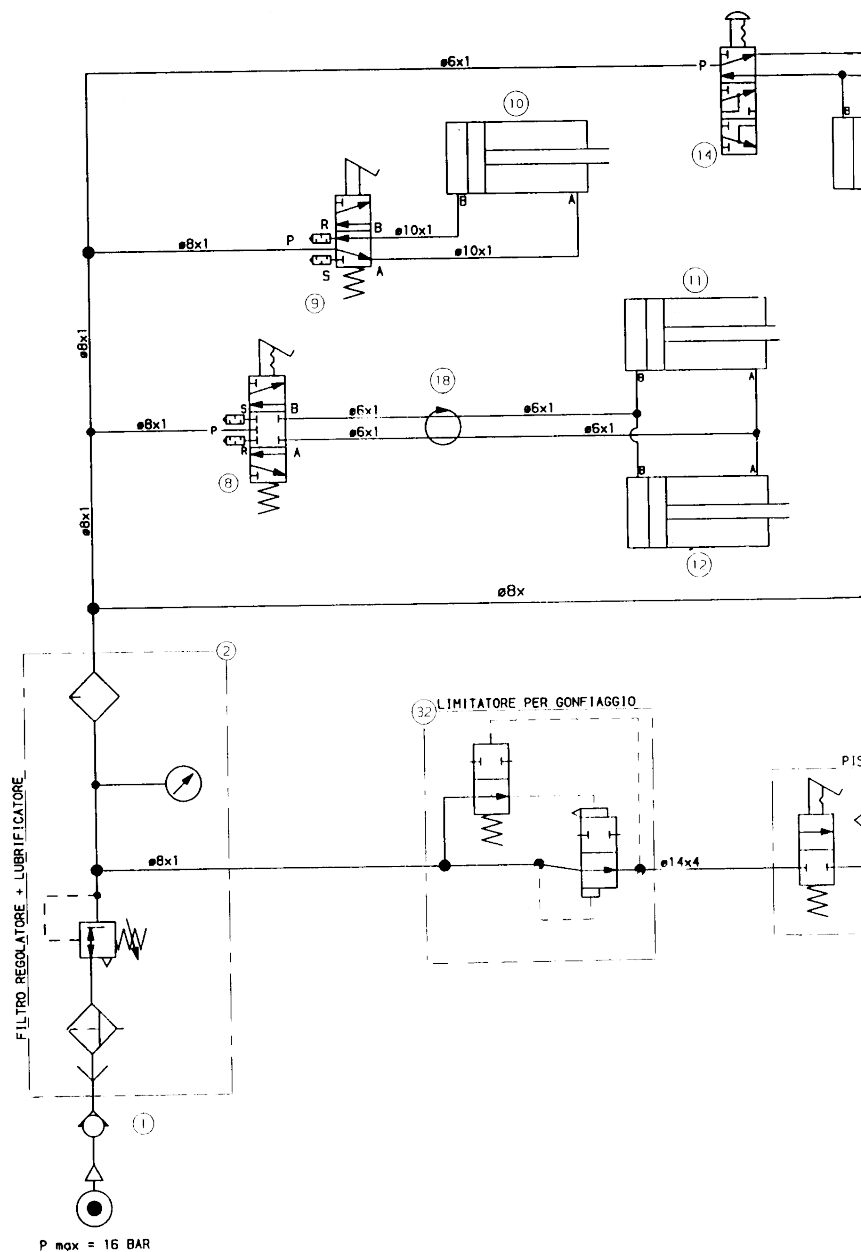 ø6x1
P
B
14
10
B
A
R
B
P
ø8x1
ø10x1
ø10x1
S
A
9
11
ø8x1
B
A
18
S
B
ø6x1
ø6x1
ø8x1
P
ø6x1
ø6x1
R
A
8
B
A
ø8x1
12
ø8x
2
32
LIMITATORE PER GONFIAGGIO
PIS
FILTRO REGOLATORE + LUBRIFICATORE
ø8x1
ø14x4
1
P max = 16 BAR